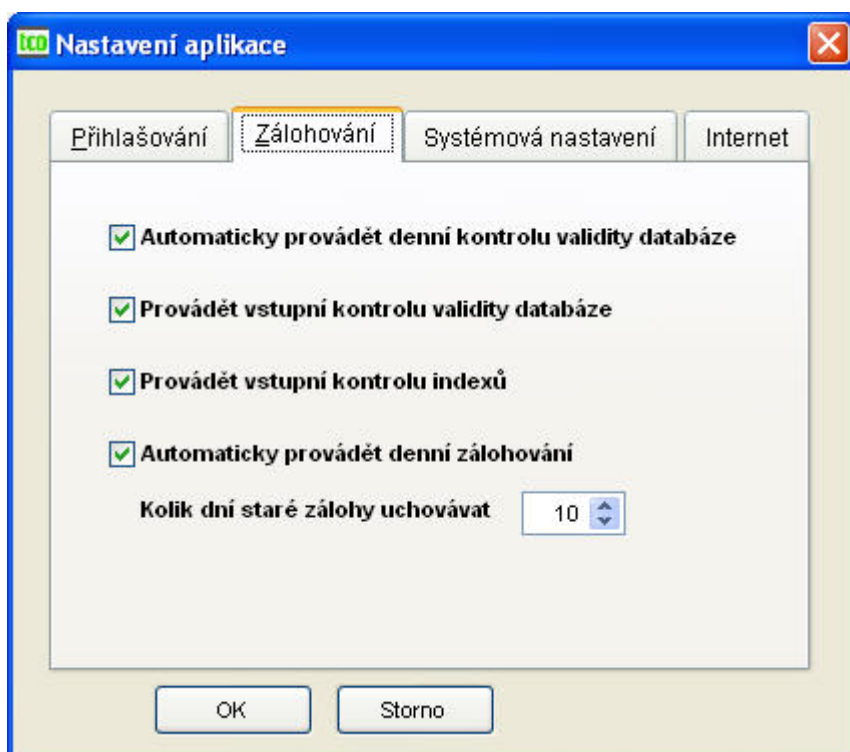 tco Nastavení aplikace
Přihlašování Zálohování Systémová nastavení Internet
Automaticky provádět denní kontrolu validity databáze
Provádět vstupní kontrolu validity databáze
Provádět vstupní kontrolu indexů
Automaticky provádět denní zálohování
Kolik dní staré zálohy uchovávat 10
OK Storno